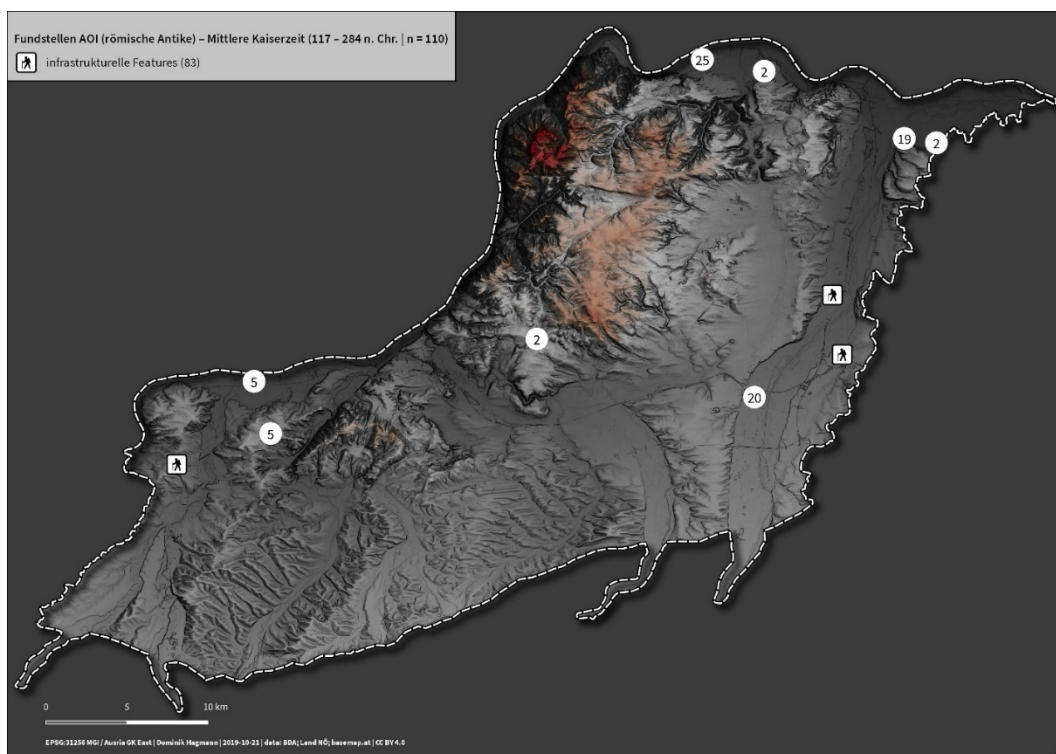 Fundstellen AOI (römische Antike) – Mittlere Kaiserzeit (117 – 284 n. Chr. | n = 110)
infrastrukturelle Features (83)
25
2
19
2
2
5
20
5
0 5 10 km
EPSG:31256 MGI / Ausria GK East | Dominik Hagmann | 2019-10-21 | data: BDA; Land NÖ; basemap.at | CC BY 4.0